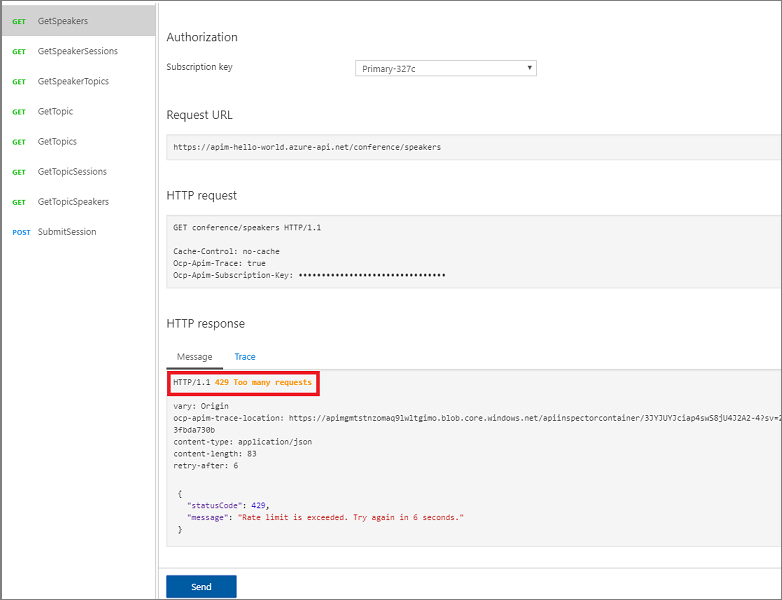 GET GetSpeakers
GET GetSpeakerSessions
GET GetSpeakerTopics
GET GetTopic
GET GetTopics
GET GetTopicSessions
GET GetTopicSpeakers
POST SubmitSession
Authorization
Subscription key
Primary-327c
Request URL
https://apim-hello-world.azure-api.net/conference/speakers
HTTP request
GET conference/speakers HTTP/1.1
Cache-Control: no-cache
Ocp-Apim-Trace: true
Ocp-Apim-Subscription-Key: ••••••••••••••••••••••••••••••••
HTTP response
Message Trace
HTTP/1.1 429 Too many requests
vary: Origin
ocp-apim-trace-location: https://apimgmtstnzomaq9lwltgimo.blob.core.windows.net/apiinspectorcontainer/3JYJUYJciap4swS8jU4J2A2-4?sv=2
3fbda730b
content-type: application/json
content-length: 83
retry-after: 6
{
"statusCode": 429,
"message": "Rate limit is exceeded. Try again in 6 seconds."
}
Send